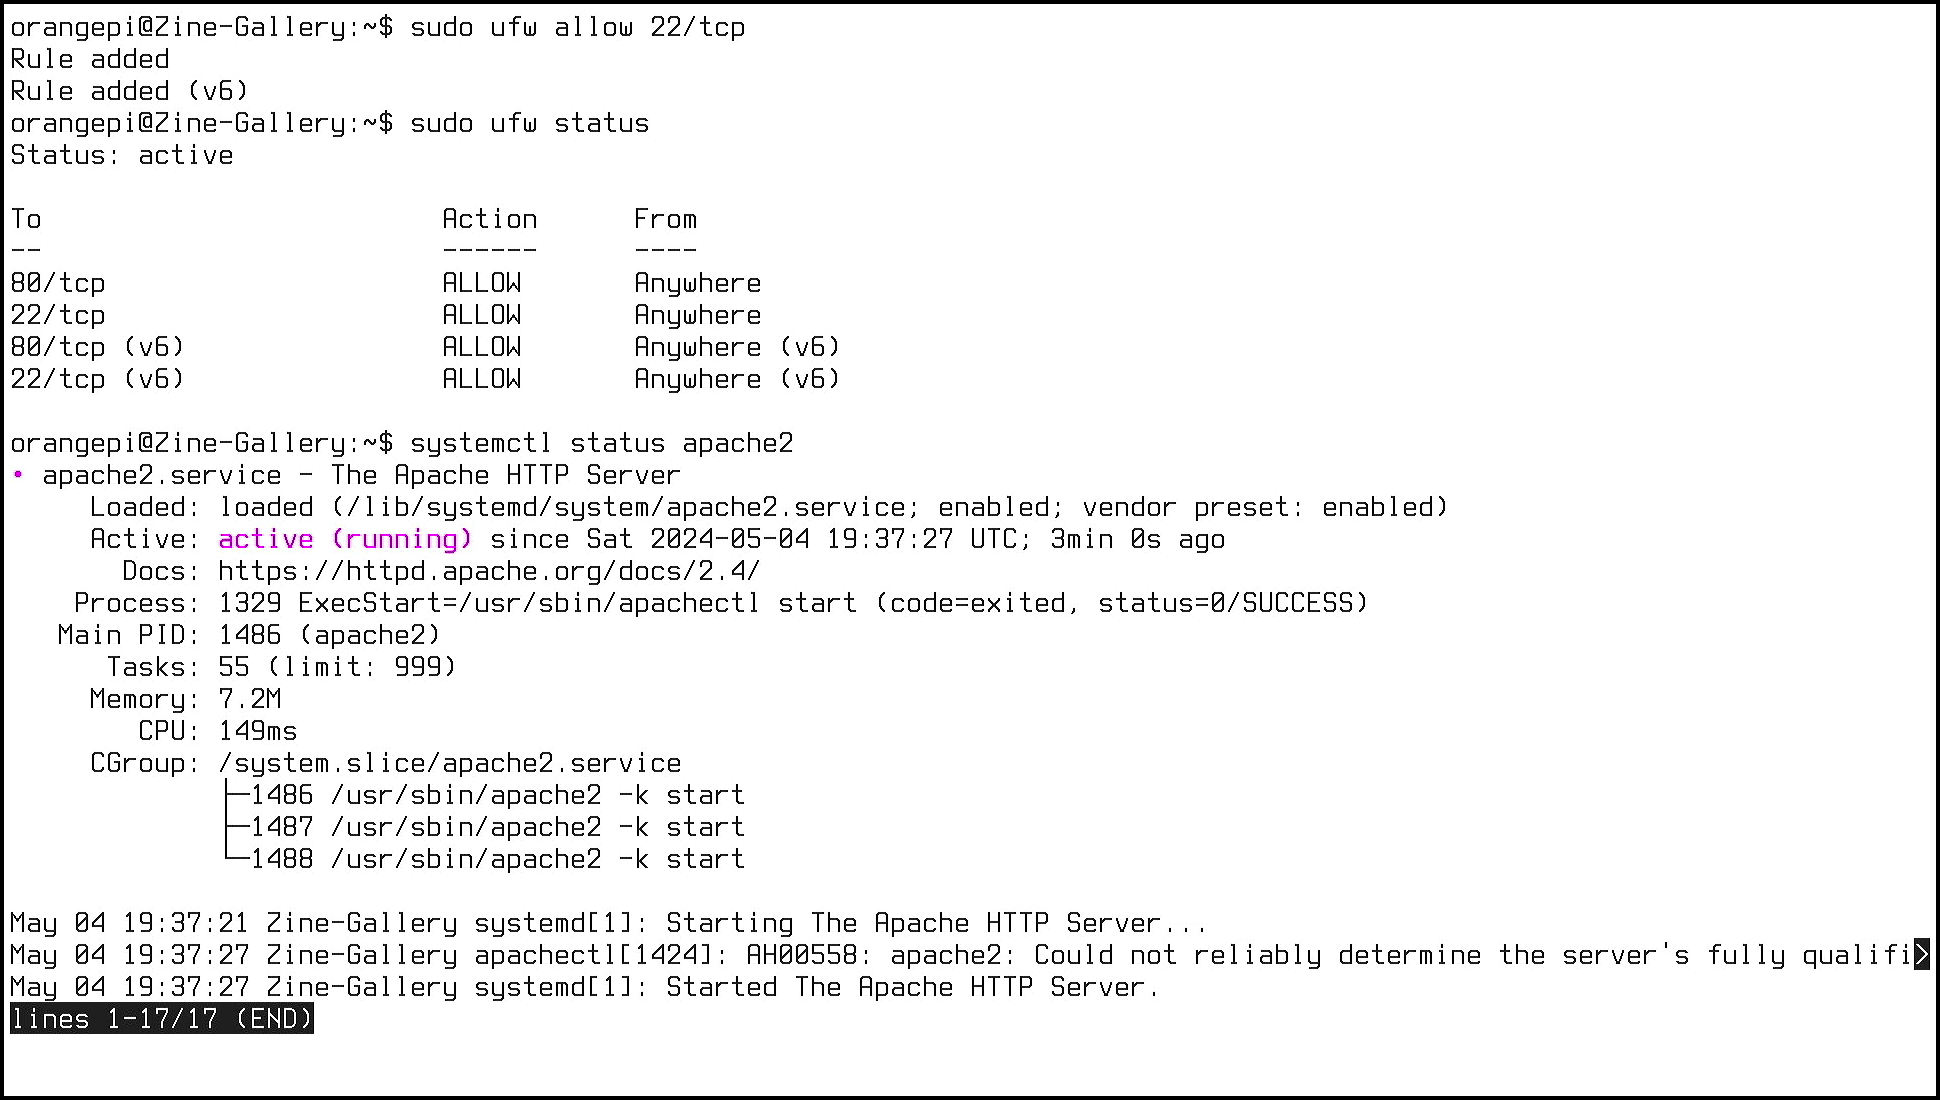 orangepi@Zine-Gallery:~$ sudo ufw allow 22/tcp
Rule added
Rule added (v6)
orangepi@Zine-Gallery:~$ sudo ufw status
Status: active

To                         Action      From
--                         ------      ----
80/tcp                     ALLOW       Anywhere
22/tcp                     ALLOW       Anywhere
80/tcp (v6)                ALLOW       Anywhere (v6)
22/tcp (v6)                ALLOW       Anywhere (v6)

orangepi@Zine-Gallery:~$ systemctl status apache2
• apache2.service - The Apache HTTP Server
     Loaded: loaded (/lib/systemd/system/apache2.service; enabled; vendor preset: enabled)
     Active: active (running) since Sat 2024-05-04 19:37:27 UTC; 3min 0s ago
       Docs: https://httpd.apache.org/docs/2.4/
    Process: 1329 ExecStart=/usr/sbin/apachectl start (code=exited, status=0/SUCCESS)
   Main PID: 1486 (apache2)
      Tasks: 55 (limit: 999)
     Memory: 7.2M
        CPU: 149ms
     CGroup: /system.slice/apache2.service
             ├─1486 /usr/sbin/apache2 -k start
             ├─1487 /usr/sbin/apache2 -k start
             └─1488 /usr/sbin/apache2 -k start

May 04 19:37:21 Zine-Gallery systemd[1]: Starting The Apache HTTP Server...
May 04 19:37:27 Zine-Gallery apachectl[1424]: AH00558: apache2: Could not reliably determine the server's fully qualifi>
May 04 19:37:27 Zine-Gallery systemd[1]: Started The Apache HTTP Server.
lines 1-17/17 (END)